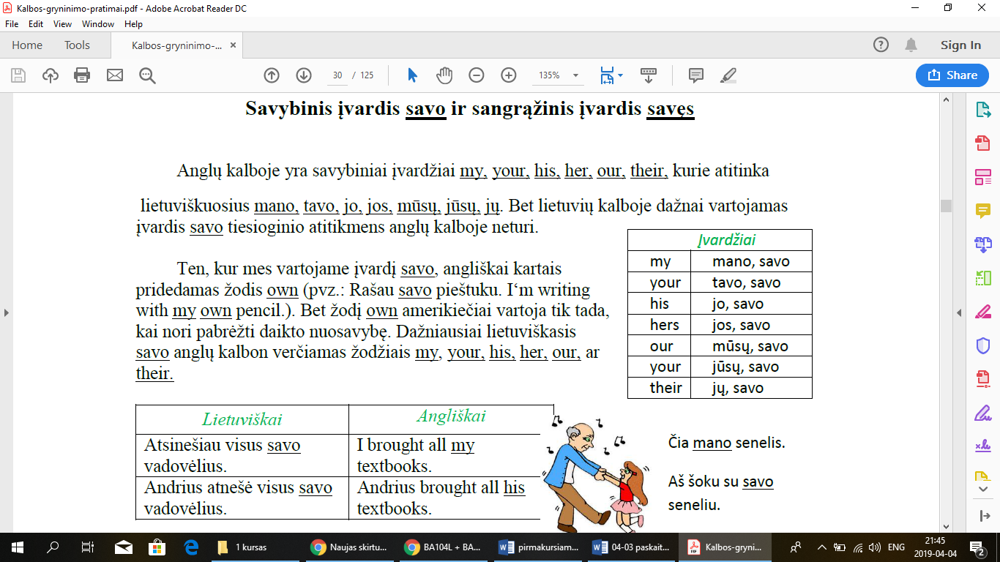 Kalbos-gryninimo-pratimai.pdf - Adobe Acrobat Reader DC
File Edit View Window Help
Home Tools Kalbos-gryninimo-... × Sign In
30 / 125 135% Share
Savybinis įvardis savo ir sangrąžinis įvardis savęs
Anglų kalboje yra savybiniai įvardžiai my, your, his, her, our, their, kurie atitinka
lietuviškuosius mano, tavo, jo, jos, mūsų, jūsų, jų. Bet lietuvių kalboje dažnai vartojamas
įvardis savo tiesioginio atitikmens anglų kalboje neturi.
Ten, kur mes vartojame įvardį savo, angliškai kartais
pridedamas žodis own (pvz.: Rašau savo pieštuku. I‘m writing
with my own pencil.). Bet žodį own amerikiečiai vartoja tik tada,
kai nori pabrėžti daikto nuosavybę. Dažniausiai lietuviškasis
savo anglų kalbon verčiamas žodžiais my, your, his, her, our, ar
their.
Įvardžiai
my mano, savo
your tavo, savo
his jo, savo
hers jos, savo
our mūsų, savo
your jūsų, savo
their jų, savo
Lietuviškai Angliškai
Atsinešiau visus savo
vadovėlius.
I brought all my
textbooks.
Andrius atnešė visus savo
vadovėlius.
Andrius brought all his
textbooks.
Čia mano senelis.
Aš šoku su savo
seneliu.
1 kursas Naujas skirtu... BA104L + BA... pirmakursiam... 04-03 paskait... Kalbos-gryni... ENG
21:45
2019-04-04
2